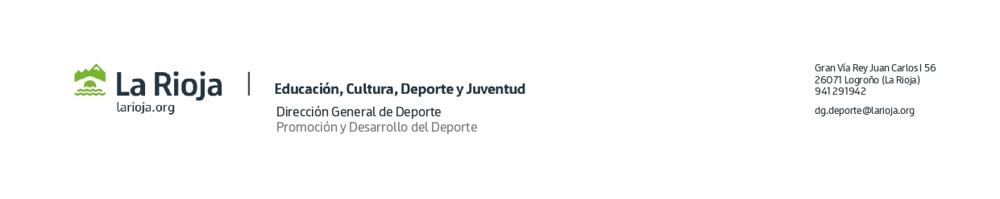 La Rioja
larioja.org
Educación, Cultura, Deporte y Juventud
Dirección General de Deporte
Promoción y Desarrollo del Deporte
Gran Vía Rey Juan Carlos I 56
26071 Logroño (La Rioja)
941 291942
dg.deporte@larioja.org